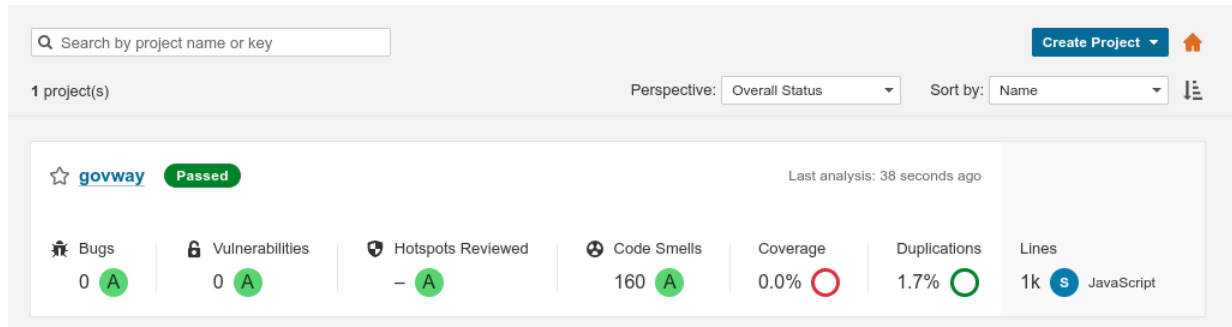 Search by project name or key
Create Project
1 project(s)
Perspective: Overall Status
Sort by: Name
govway Passed
Last analysis: 38 seconds ago
Bugs Vulnerabilities Hotspots Reviewed Code Smells Coverage Duplications Lines
0 A 0 A – A 160 A 0.0% 1.7% 1k S JavaScript